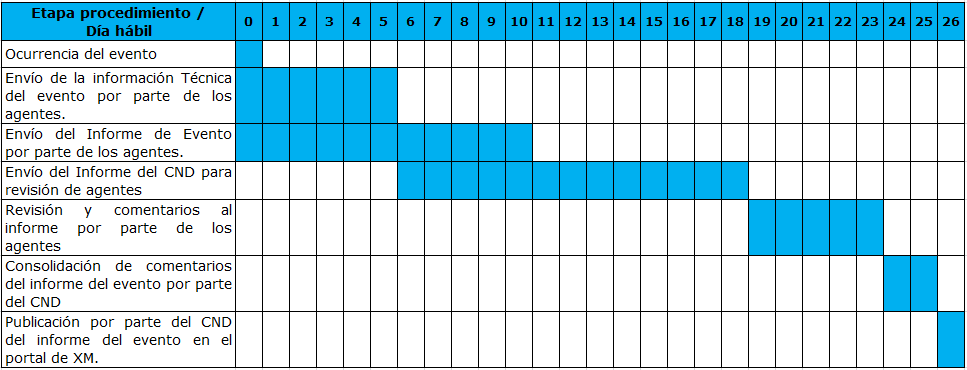 Etapa procedimiento /
Día hábil
0 1 2 3 4 5 6 7 8 9 10 11 12 13 14 15 16 17 18 19 20 21 22 23 24 25 26
Ocurrencia del evento
Envío de la información Técnica
del evento por parte de los
agentes.
Envío del Informe de Evento
por parte de los agentes.
Envío del Informe del CND para
revisión de agentes
Revisión y comentarios al
informe por parte de los
agentes
Consolidación de comentarios
del informe del evento por parte
del CND
Publicación por parte del CND
del informe del evento en el
portal de XM.